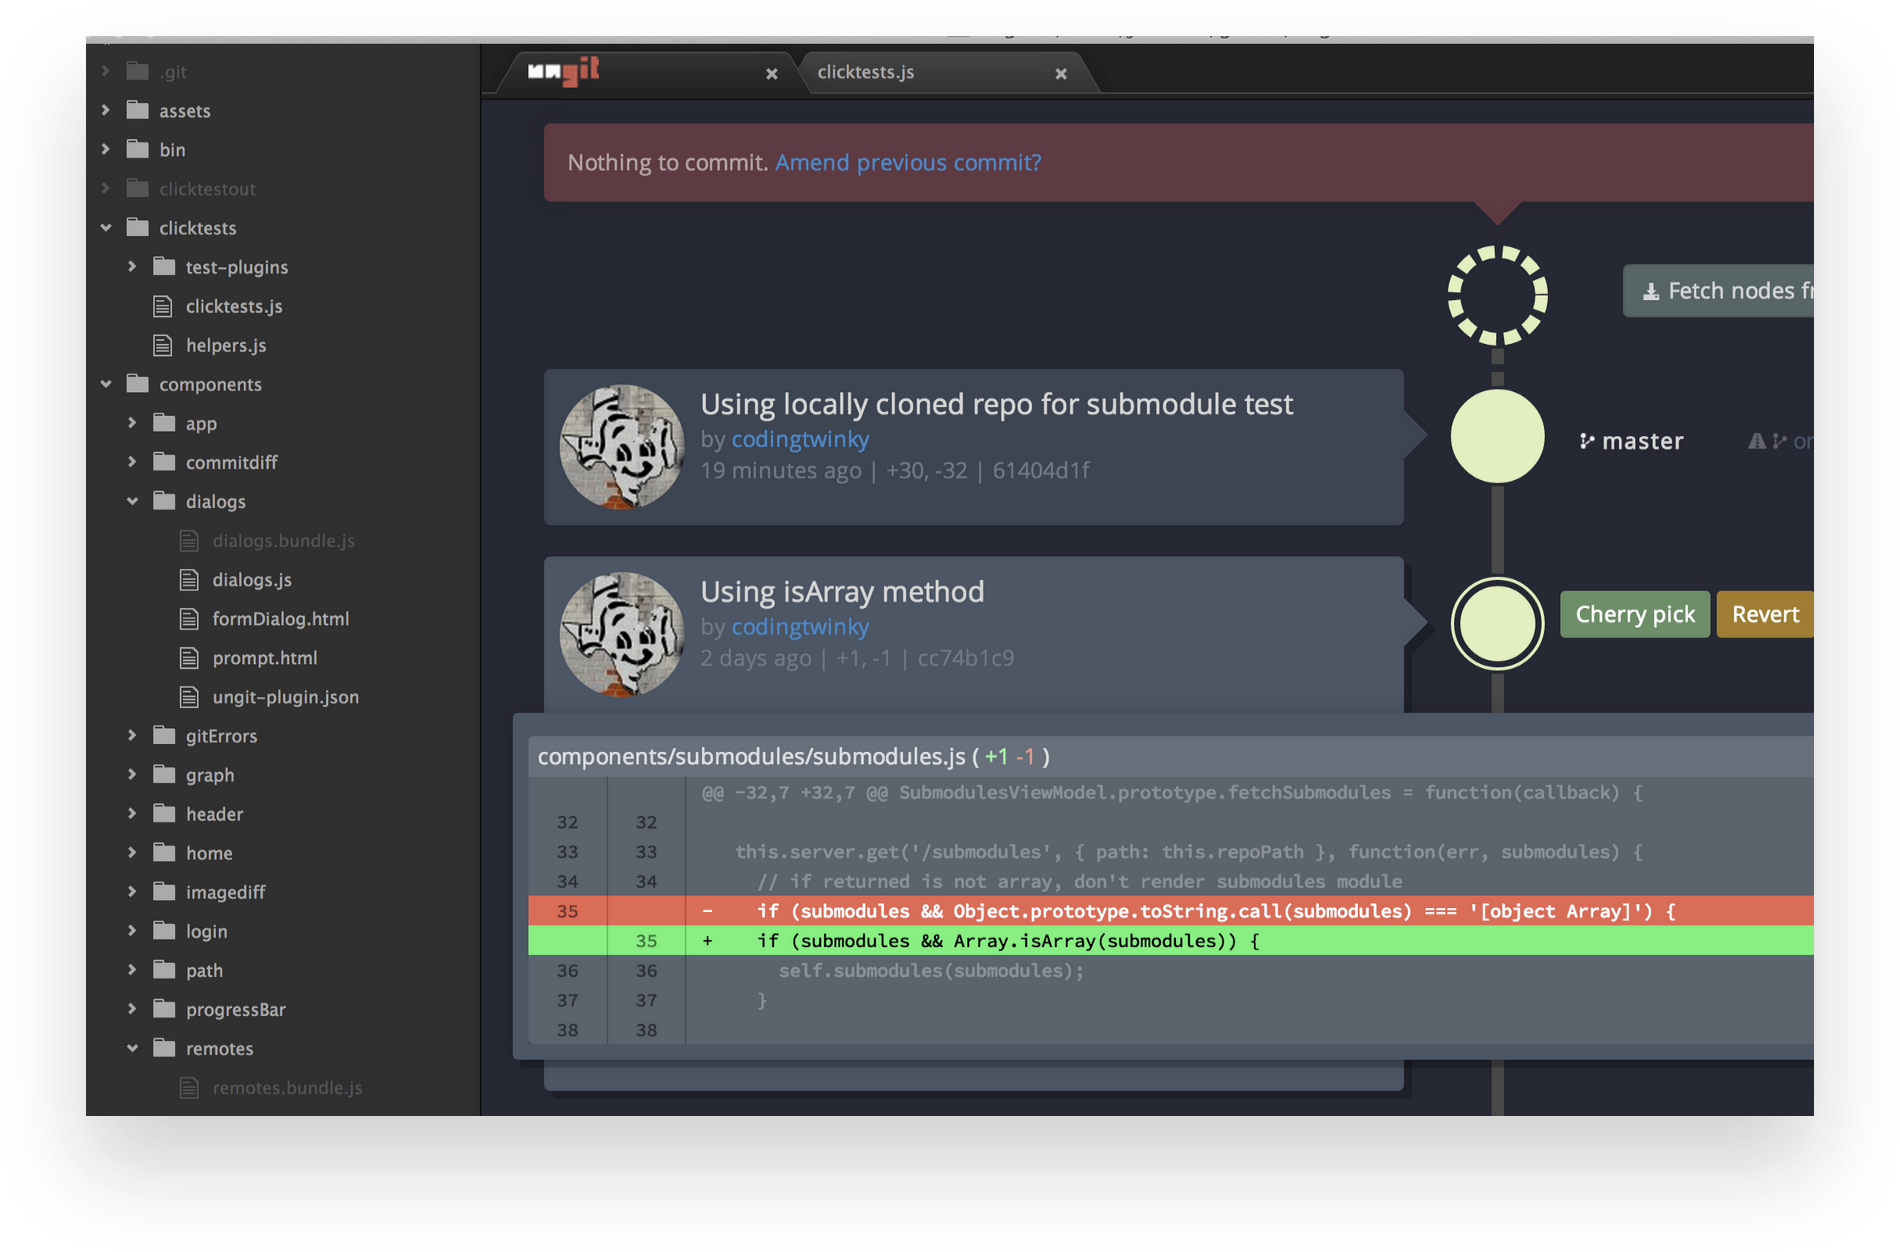 .git
assets
bin
clicktestout
clicktests
test-plugins
clicktests.js
helpers.js
components
app
commitdiff
dialogs
dialogs.bundle.js
dialogs.js
formDialog.html
prompt.html
ungit-plugin.json
gitErrors
graph
header
home
imagediff
login
path
progressBar
remotes
remotes.bundle.js
ungit × clicktests.js ×
Nothing to commit. Amend previous commit?
Fetch nodes
Using locally cloned repo for submodule test
by codingtwinky
19 minutes ago | +30, -32 | 61404d1f
master
Using isArray method
by codingtwinky
2 days ago | +1, -1 | cc74b1c9
Cherry pick Revert
components/submodules/submodules.js ( +1 -1 )
@@ -32,7 +32,7 @@ SubmodulesViewModel.prototype.fetchSubmodules = function(callback) {
32 32
33 33 this.server.get('/submodules', { path: this.repoPath }, function(err, submodules) {
34 34 // if returned is not array, don't render submodules module
35 - if (submodules && Object.prototype.toString.call(submodules) === '[object Array]') {
35 + if (submodules && Array.isArray(submodules)) {
36 36 self.submodules(submodules);
37 37 }
38 38